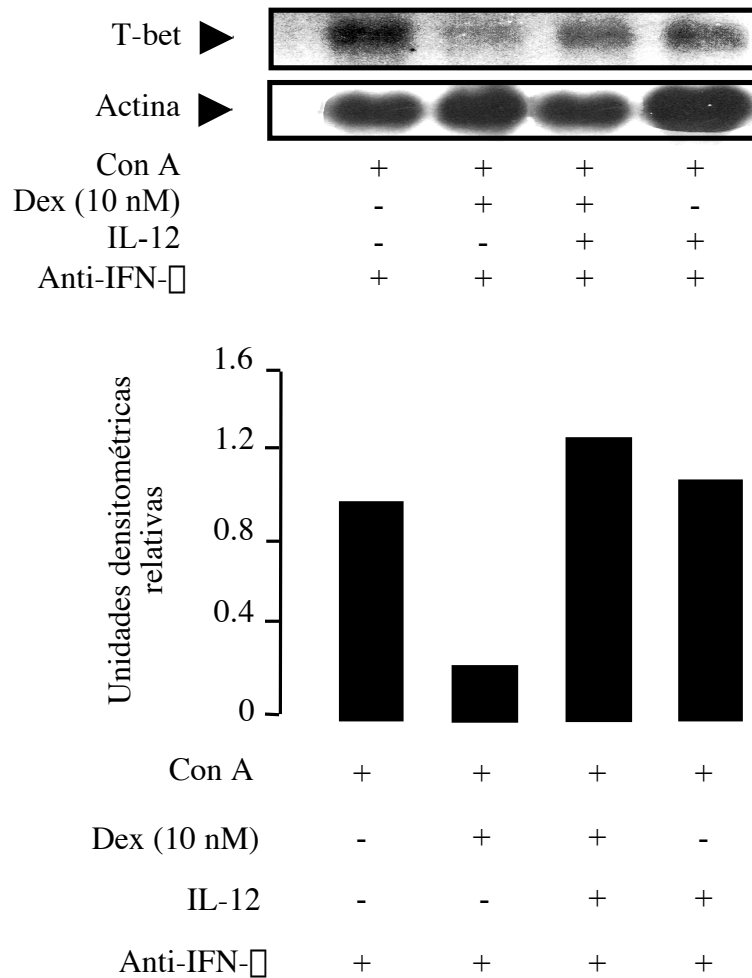 T-bet ▶
Actina ▶
Con A + + + +
Dex (10 nM) - + + -
IL-12 - - + +
Anti-IFN-▯ + + + +
1.6
1.2
0.8
0.4
0
Unidades densitométricas
relativas
Con A + + + +
Dex (10 nM) - + + -
IL-12 - - + +
Anti-IFN-▯ + + + +